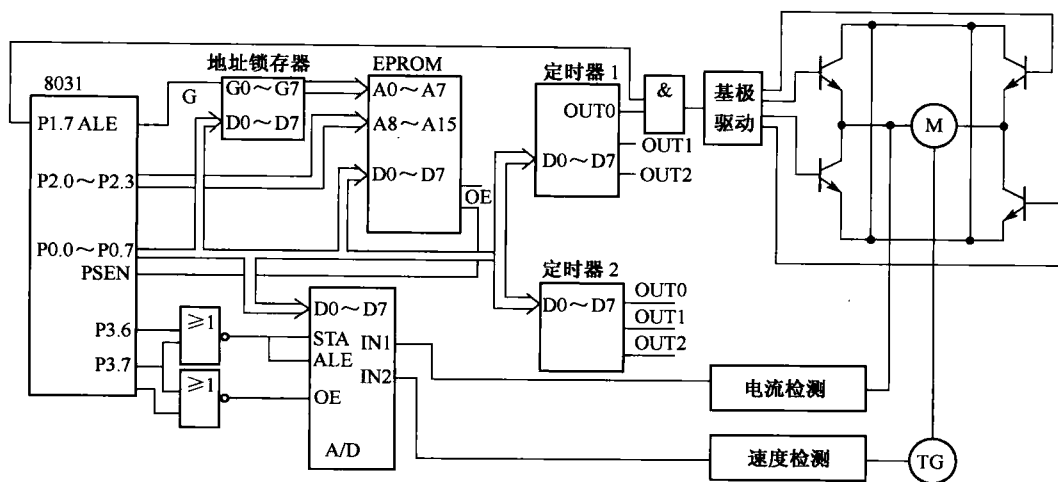 8031
P1.7 ALE
P2.0～P2.3
P0.0～P0.7
PSEN
P3.6
P3.7
G
地址锁存器
G0～G7
D0～D7
EPROM
A0～A7
A8～A15
D0～D7
OE
≥1
≥1
D0～D7
STA
ALE
OE
IN1
IN2
A/D
定时器 1
OUT0
D0～D7
OUT1
OUT2
定时器 2
D0～D7
OUT0
OUT1
OUT2
&
基极
驱动
M
电流检测
速度检测
TG